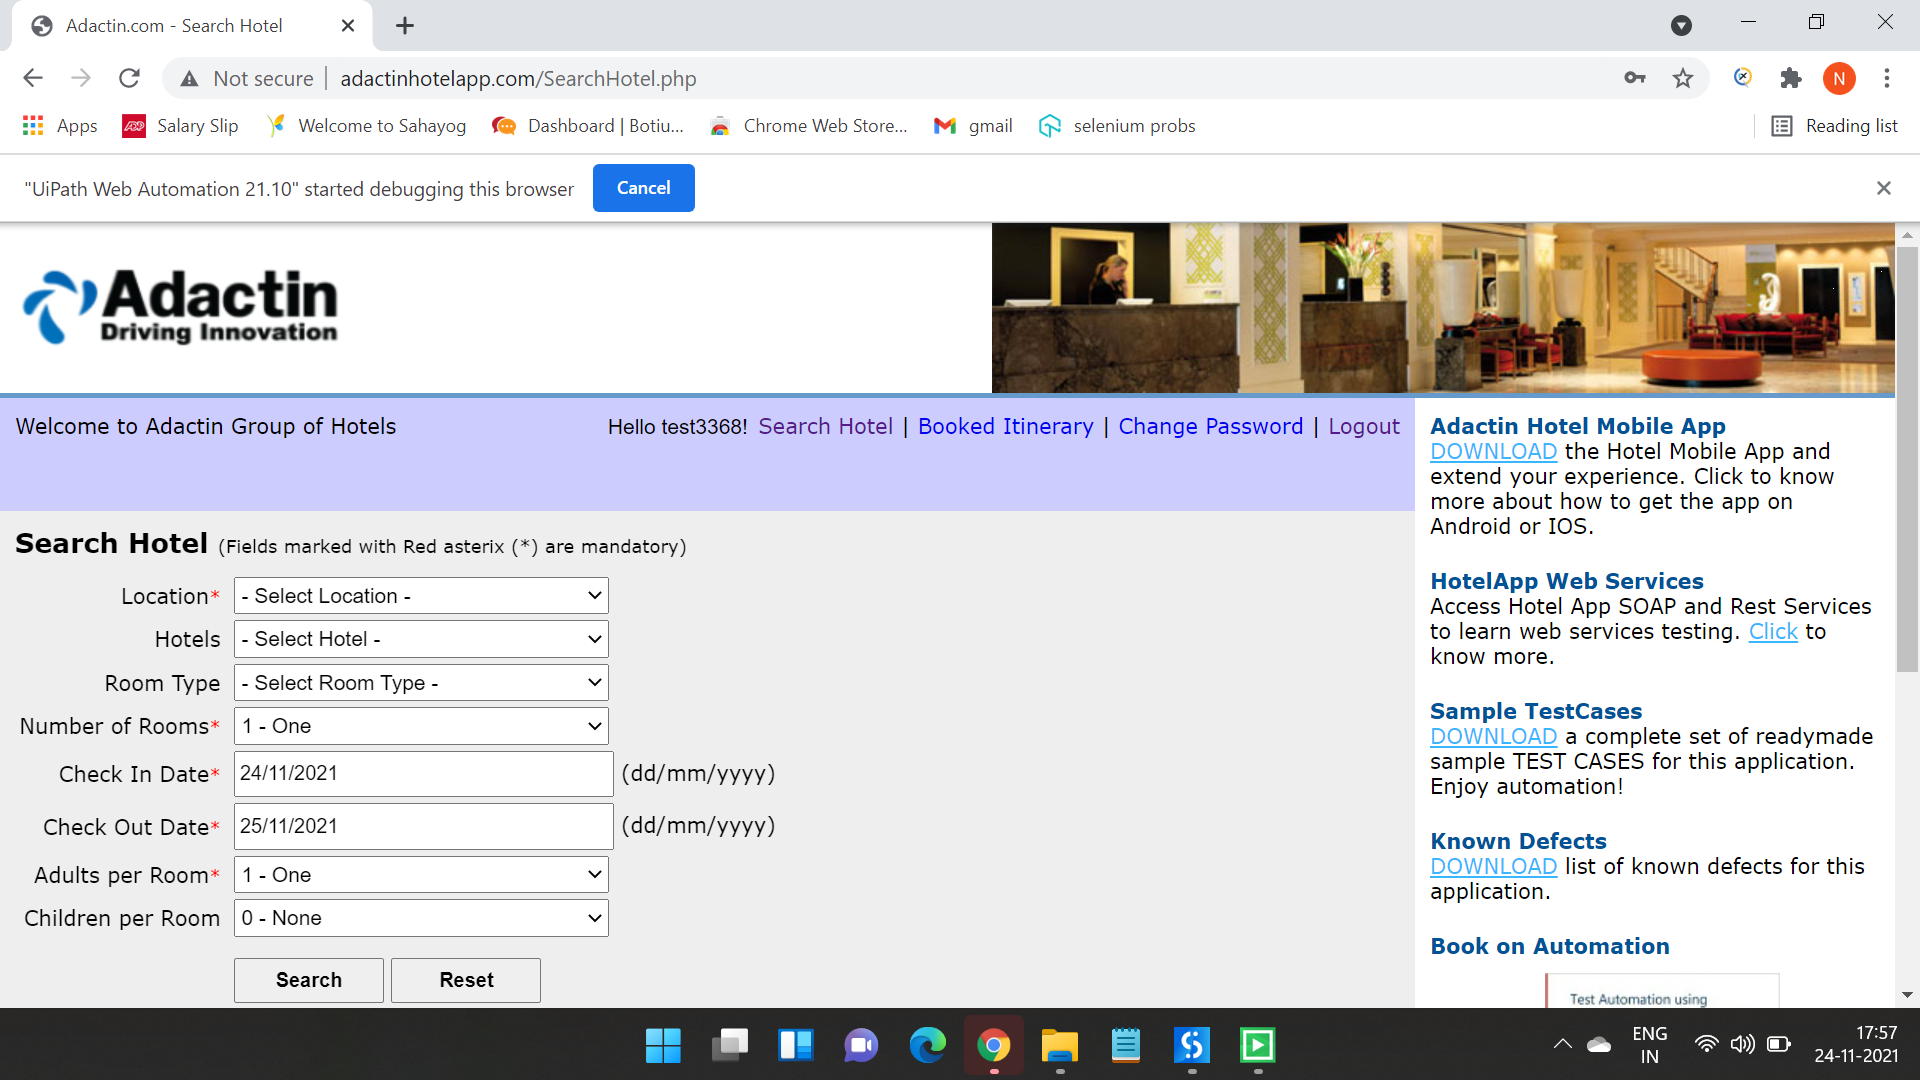 Adactin.com - Search Hotel
Not secure | adactinhotelapp.com/SearchHotel.php
N
Apps
Salary Slip
Welcome to Sahayog
Dashboard | Botiu...
Chrome Web Store...
gmail
selenium probs
Reading list
"UiPath Web Automation 21.10" started debugging this browser
Cancel
Adactin
Driving Innovation
Welcome to Adactin Group of Hotels
Hello test3368! Search Hotel | Booked Itinerary | Change Password | Logout
Search Hotel (Fields marked with Red asterix (*) are mandatory)
Location* - Select Location -
Hotels - Select Hotel -
Room Type - Select Room Type -
Number of Rooms* 1 - One
Check In Date* 24/11/2021 (dd/mm/yyyy)
Check Out Date* 25/11/2021 (dd/mm/yyyy)
Adults per Room* 1 - One
Children per Room 0 - None
Search
Reset
Adactin Hotel Mobile App
DOWNLOAD the Hotel Mobile App and
extend your experience. Click to know
more about how to get the app on
Android or IOS.
HotelApp Web Services
Access Hotel App SOAP and Rest Services
to learn web services testing. Click to
know more.
Sample TestCases
DOWNLOAD a complete set of readymade
sample TEST CASES for this application.
Enjoy automation!
Known Defects
DOWNLOAD list of known defects for this
application.
Book on Automation
Test Automation using
ENG
IN
17:57
24-11-2021